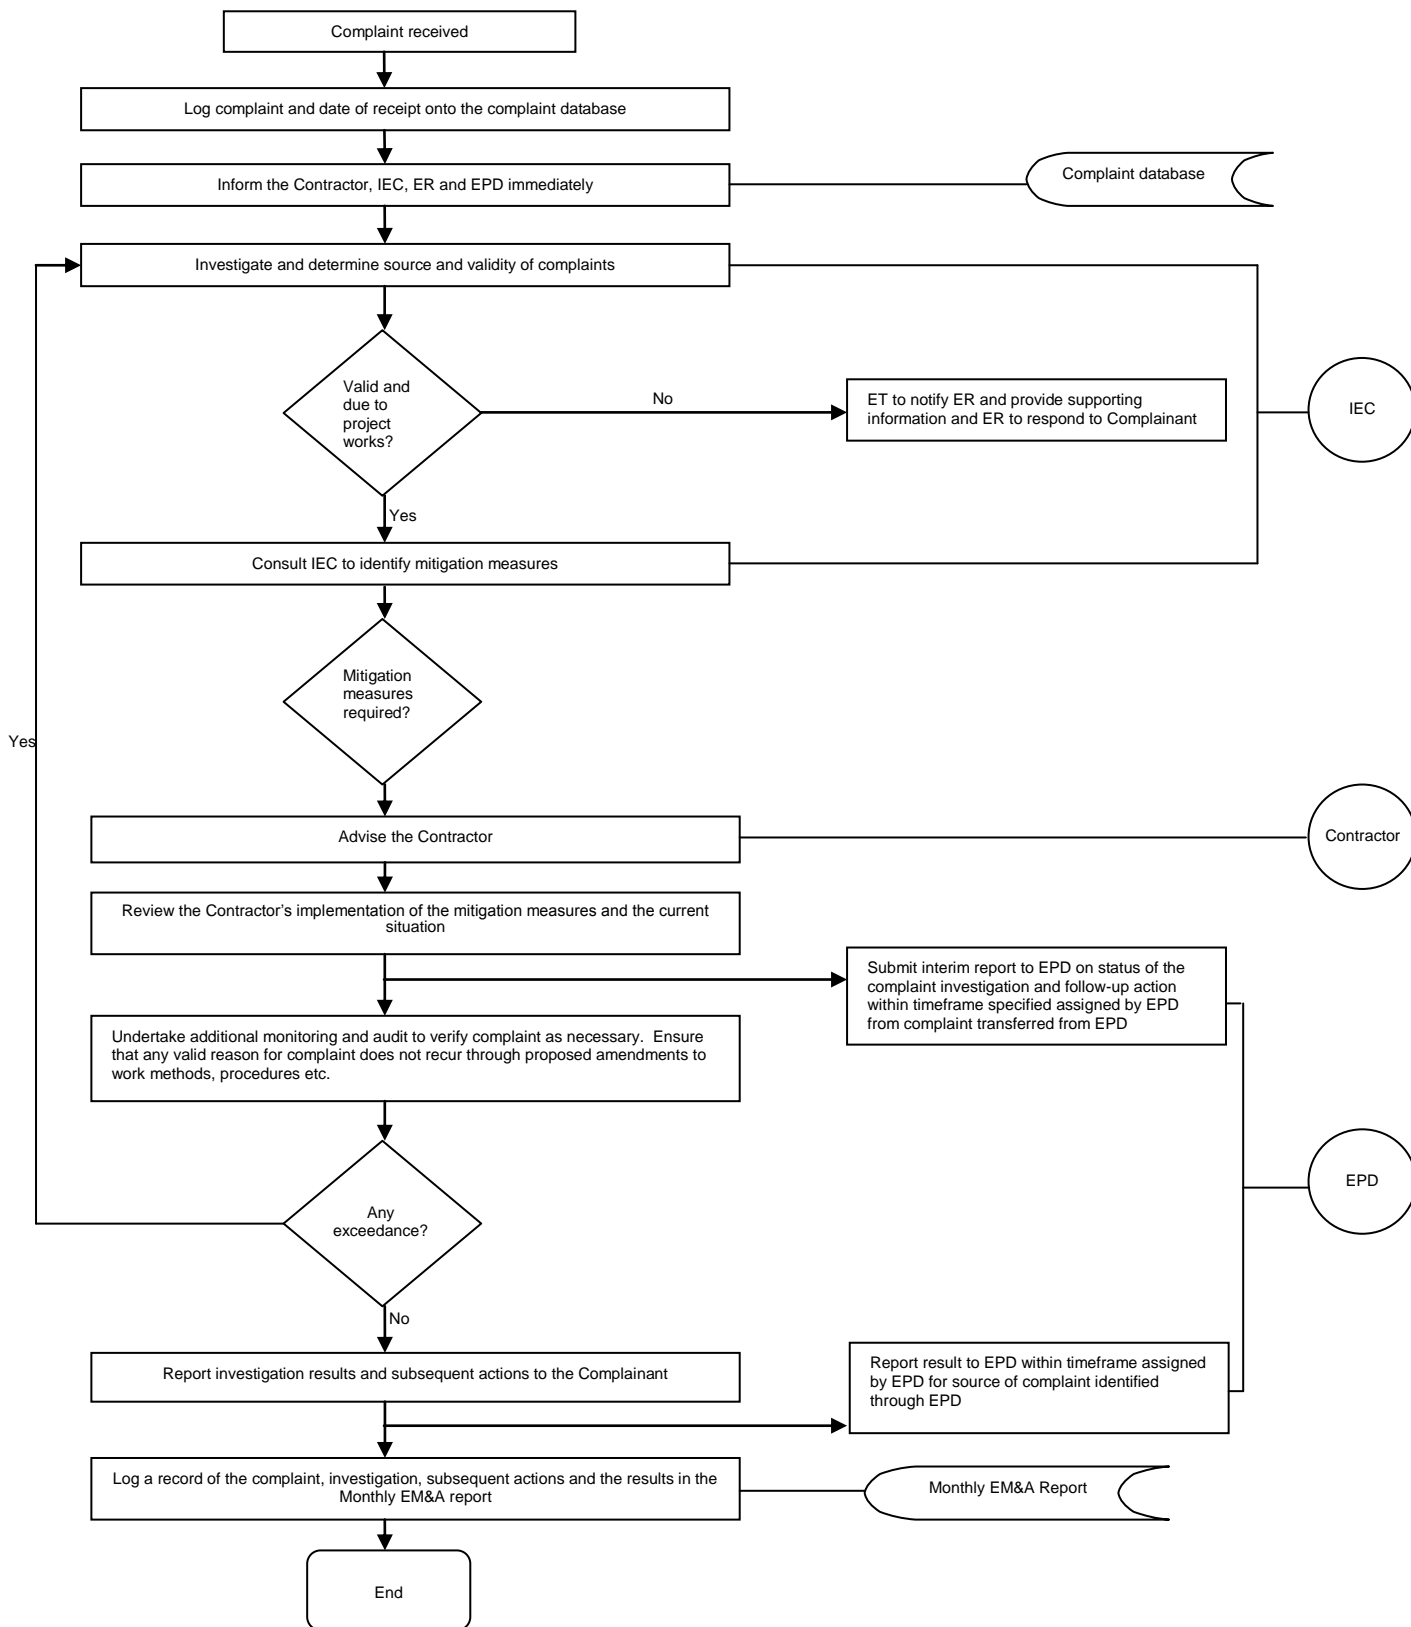 Complaint received
Log complaint and date of receipt onto the complaint database
Inform the Contractor, IEC, ER and EPD immediately
Complaint database
Investigate and determine source and validity of complaints
Valid and
due to
project
works?
No
ET to notify ER and provide supporting
information and ER to respond to Complainant
IEC
Yes
Consult IEC to identify mitigation measures
Mitigation
measures
required?
Yes
Advise the Contractor
Contractor
Review the Contractor's implementation of the mitigation measures and the current
situation
Submit interim report to EPD on status of the
complaint investigation and follow-up action
within timeframe specified assigned by EPD
from complaint transferred from EPD
Undertake additional monitoring and audit to verify complaint as necessary.  Ensure
that any valid reason for complaint does not recur through proposed amendments to
work methods, procedures etc.
EPD
Any
exceedance?
No
Report investigation results and subsequent actions to the Complainant
Report result to EPD within timeframe assigned
by EPD for source of complaint identified
through EPD
Log a record of the complaint, investigation, subsequent actions and the results in the
Monthly EM&A report
Monthly EM&A Report
End